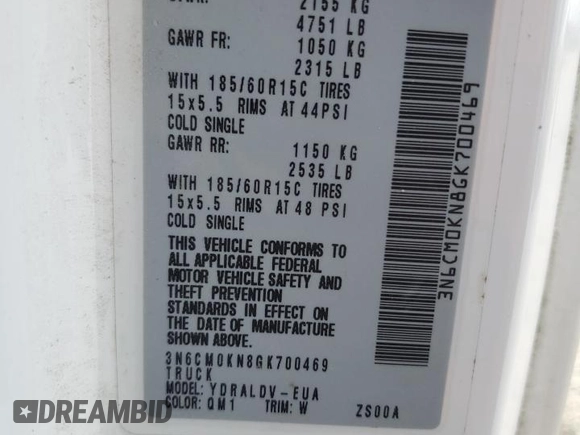 2155 KG
4751 LB
GAWR FR: 1050 KG
2315 LB
WITH 185/60R15C TIRES
15x5.5 RIMS AT 44PSI
COLD SINGLE
GAWR RR: 1150 KG
2535 LB
WITH 185/60R15C TIRES
15x5.5 RIMS AT 48 PSI
COLD SINGLE
THIS VEHICLE CONFORMS TO
ALL APPLICABLE FEDERAL
MOTOR VEHICLE SAFETY AND
THEFT PREVENTION
STANDARDS IN EFFECT ON
THE DATE OF MANUFACTURE
SHOWN ABOVE.
3N6CM0KN8GK700469
TRUCK
MODEL: YDRALDV-EUA
COLOR: QM1 TRIM: W ZS00A
3N6CM0KN8GK700469
DREAMBID